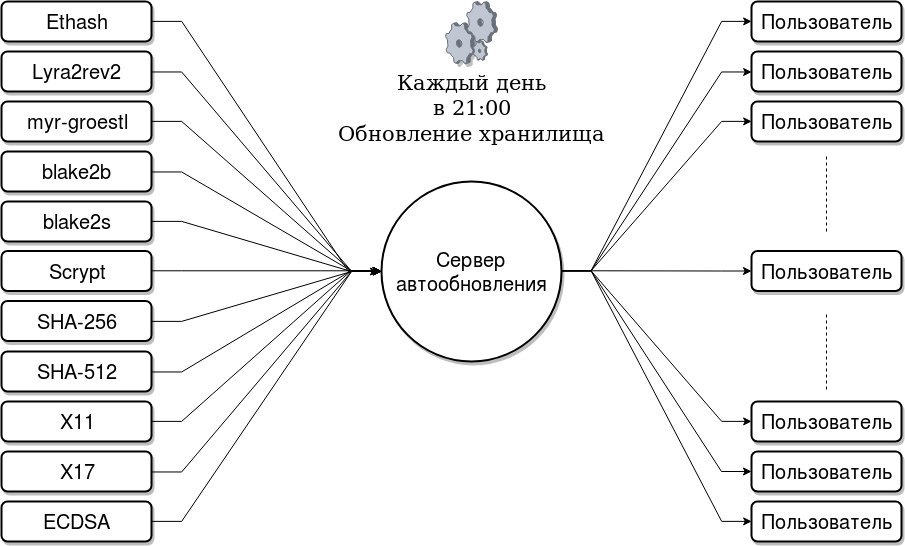 Ethash
Lyra2rev2
myr-groestl
blake2b
blake2s
Scrypt
SHA-256
SHA-512
X11
X17
ECDSA
Каждый день
в 21:00
Обновление хранилища
Сервер
автообновления
Пользователь
Пользователь
Пользователь
Пользователь
Пользователь
Пользователь
Пользователь